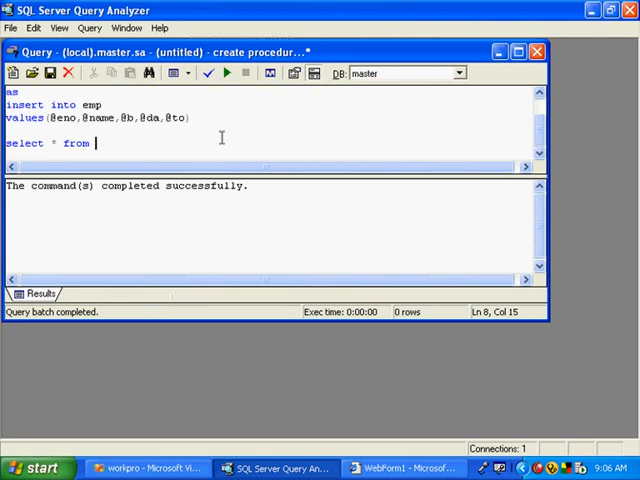 SQL Server Query Analyzer
File Edit View Query Window Help
Query - (local).master.sa - (untitled) - create procedur...*
DB: master
as
insert into emp
values(@eno,@name,@b,@da,@to)
select * from
The command(s) completed successfully.
Results
Query batch completed. Exec time: 0:00:00 0 rows Ln 8, Col 15
Connections: 1
start workpro - Microsoft V... SQL Server Query An... WebForm1 - Microsof... 9:06 AM